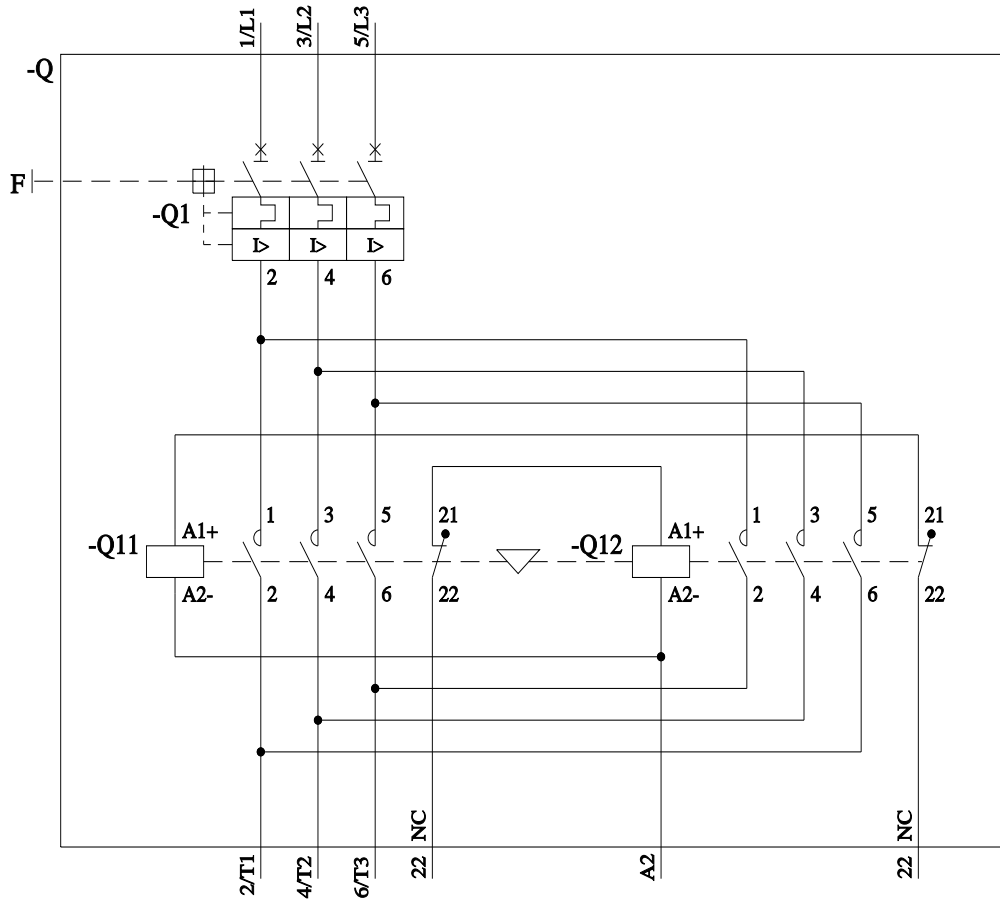 1/L1 3/L2 5/L3
-Q
F
-Q1
I> I> I>
2 4 6
1 3 5 21 1 3 5 21
-Q11 A1+ -Q12 A1+
A2- 2 4 6 22 A2- 2 4 6 22
NC NC
2/T1 4/T2 6/T3 22 A2 22